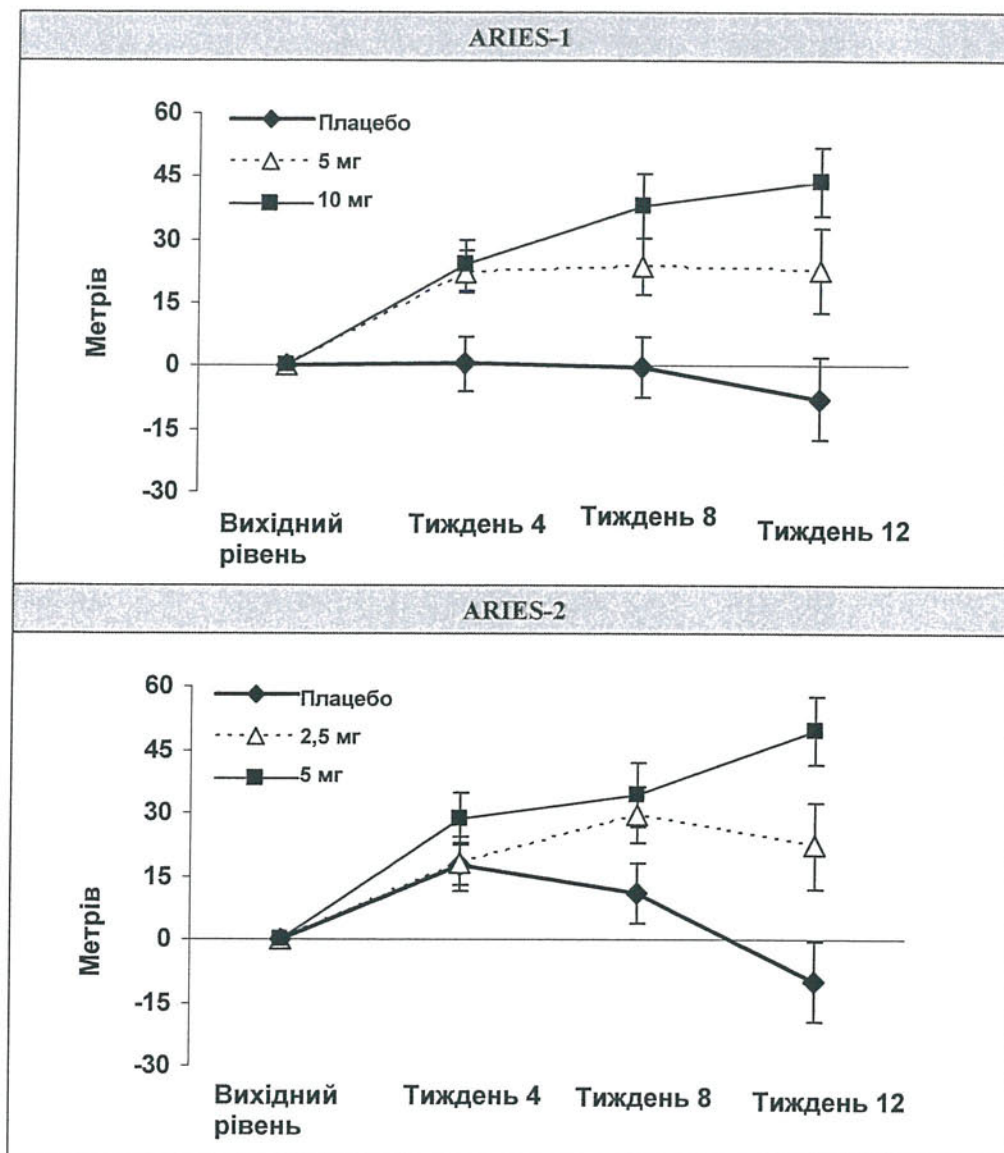 ARIES-1
60
45
30
15
0
-15
-30
Метрів
Плацебо
5 мг
10 мг
Вихідний
рівень
Тиждень 4
Тиждень 8
Тиждень 12
ARIES-2
60
45
30
15
0
-15
-30
Метрів
Плацебо
2,5 мг
5 мг
Вихідний
рівень
Тиждень 4
Тиждень 8
Тиждень 12